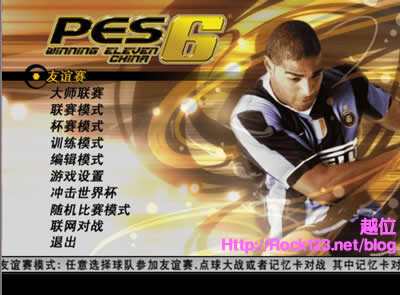 PES 6
WINNING ELEVEN
CHINA
友谊赛
大师联赛
联赛模式
杯赛模式
训练模式
编辑模式
游戏设置
冲击世界杯
随机比赛模式
联网对战
退出
越位
Http://Rock123.net/blog
友谊赛模式: 任意选择球队参加友谊赛.点球大战或者记忆卡对战 其中记忆卡